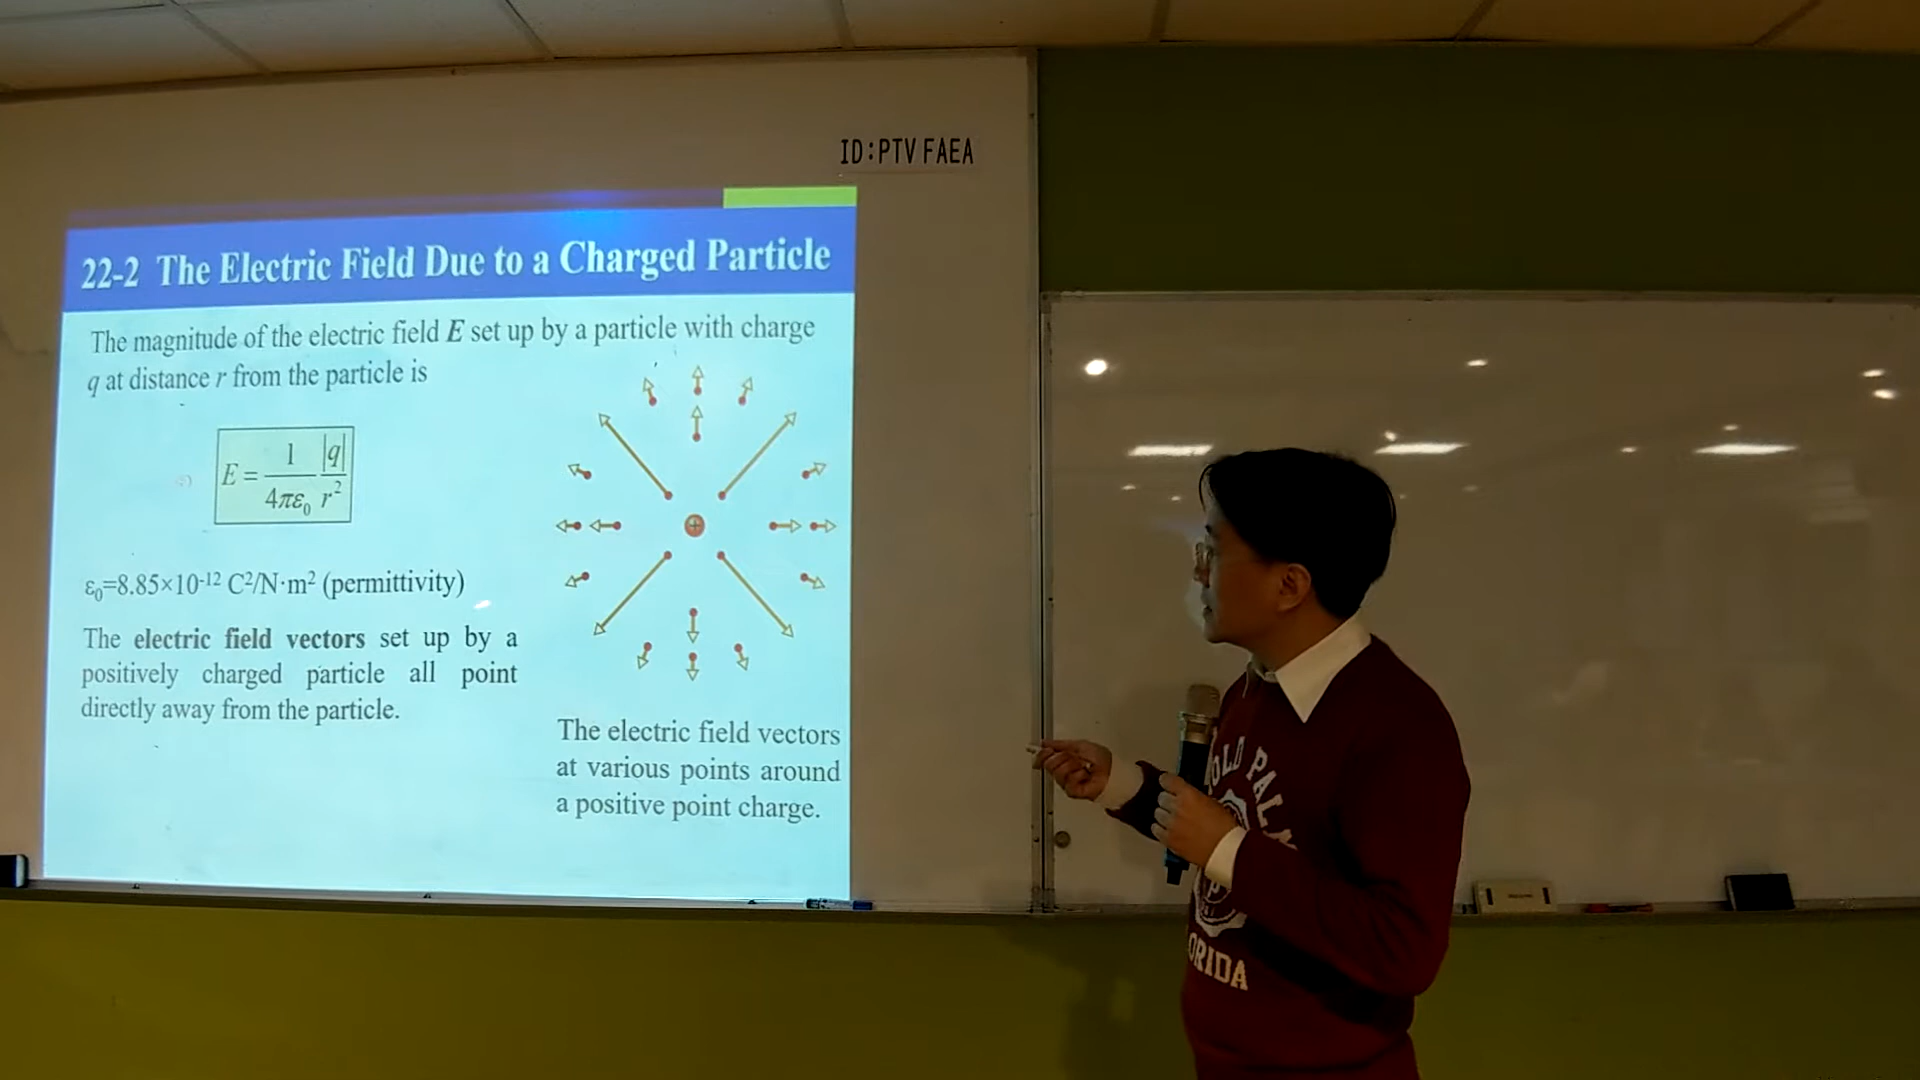 ID:PTV FAEA
22-2 The Electric Field Due to a Charged Particle
The magnitude of the electric field E set up by a particle with charge
q at distance r from the particle is
E = 1/4πε₀ |q|/r²
ε₀=8.85×10⁻¹² C²/N·m² (permittivity)
The electric field vectors set up by a
positively charged particle all point
directly away from the particle.
+
The electric field vectors
at various points around
a positive point charge.
OLD PAL
P
ORIDA